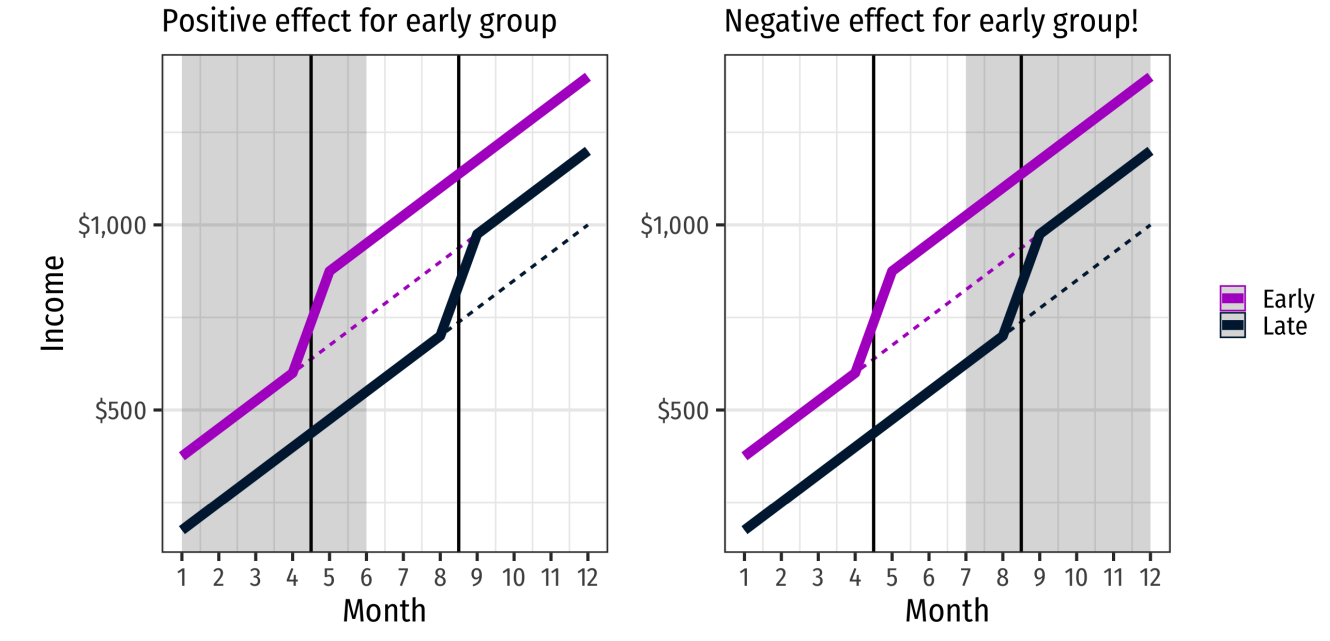 Positive effect for early group
Negative effect for early group!
Income
$1,000
$500
1 2 3 4 5 6 7 8 9 10 11 12
Month
$1,000
$500
1 2 3 4 5 6 7 8 9 10 11 12
Month
Early
Late